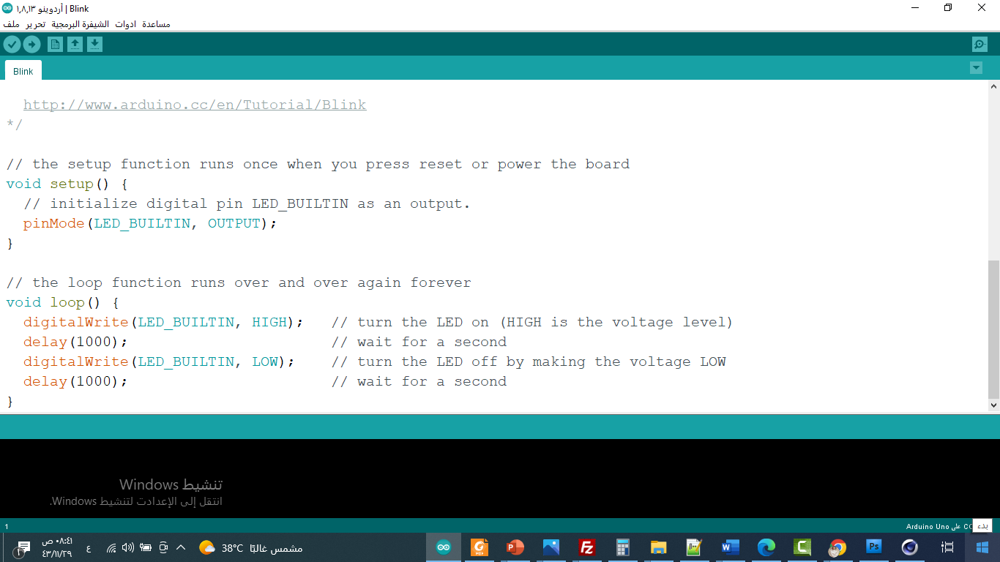 أردوينو ١,٨,١٣ | Blink
ملف تحرير الشيفرة البرمجية ادوات مساعدة
Blink
http://www.arduino.cc/en/Tutorial/Blink
*/
// the setup function runs once when you press reset or power the board
void setup() {
  // initialize digital pin LED_BUILTIN as an output.
  pinMode(LED_BUILTIN, OUTPUT);
}
// the loop function runs over and over again forever
void loop() {
  digitalWrite(LED_BUILTIN, HIGH);   // turn the LED on (HIGH is the voltage level)
  delay(1000);                       // wait for a second
  digitalWrite(LED_BUILTIN, LOW);    // turn the LED off by making the voltage LOW
  delay(1000);                       // wait for a second
}
تنشيط Windows
انتقل إلى الإعدادت لتنشيط Windows.
1
Arduino Uno على
بدء
٠٨:٤١ ص
٤٣/١١/٢٩
ع
38°C مشمس غالبًا